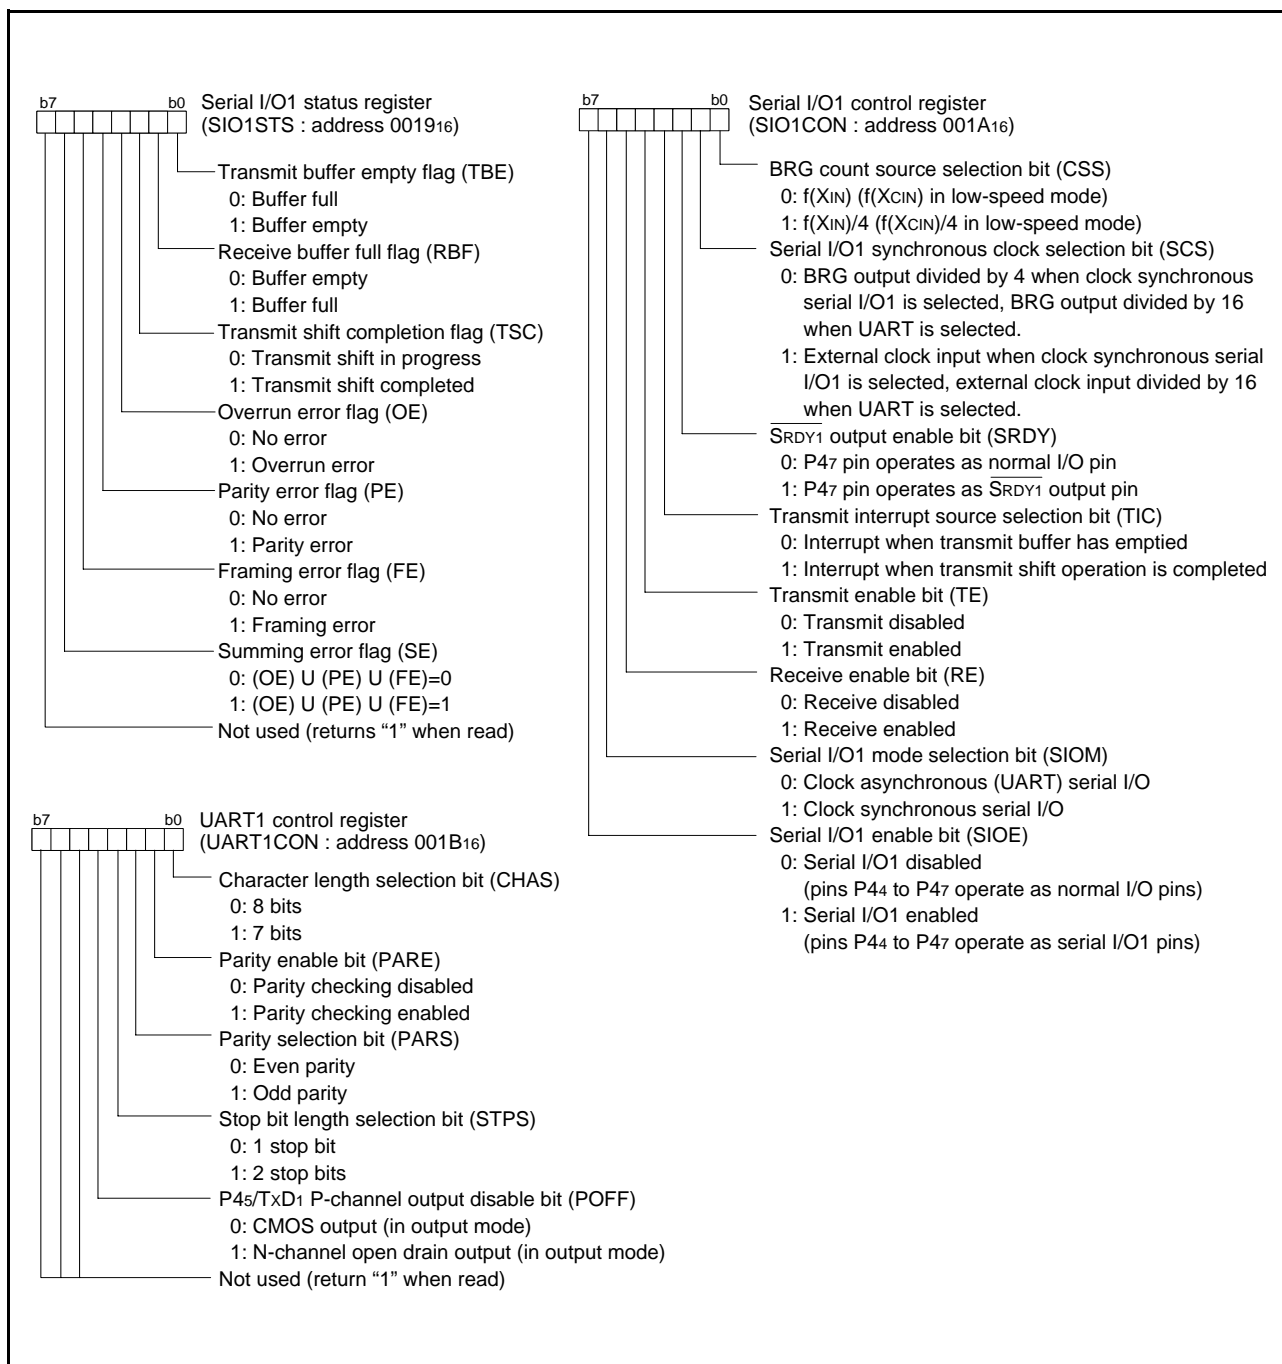 b7 b0 Serial I/O1 status register
(SIO1STS : address 001916)
Transmit buffer empty flag (TBE)
0: Buffer full
1: Buffer empty
Receive buffer full flag (RBF)
0: Buffer empty
1: Buffer full
Transmit shift completion flag (TSC)
0: Transmit shift in progress
1: Transmit shift completed
Overrun error flag (OE)
0: No error
1: Overrun error
Parity error flag (PE)
0: No error
1: Parity error
Framing error flag (FE)
0: No error
1: Framing error
Summing error flag (SE)
0: (OE) U (PE) U (FE)=0
1: (OE) U (PE) U (FE)=1
Not used (returns “1” when read)
b7 b0 UART1 control register
(UART1CON : address 001B16)
Character length selection bit (CHAS)
0: 8 bits
1: 7 bits
Parity enable bit (PARE)
0: Parity checking disabled
1: Parity checking enabled
Parity selection bit (PARS)
0: Even parity
1: Odd parity
Stop bit length selection bit (STPS)
0: 1 stop bit
1: 2 stop bits
P45/TXD1 P-channel output disable bit (POFF)
0: CMOS output (in output mode)
1: N-channel open drain output (in output mode)
Not used (return “1” when read)
b7 b0 Serial I/O1 control register
(SIO1CON : address 001A16)
BRG count source selection bit (CSS)
0: f(XIN) (f(XCIN) in low-speed mode)
1: f(XIN)/4 (f(XCIN)/4 in low-speed mode)
Serial I/O1 synchronous clock selection bit (SCS)
0: BRG output divided by 4 when clock synchronous
serial I/O1 is selected, BRG output divided by 16
when UART is selected.
1: External clock input when clock synchronous serial
I/O1 is selected, external clock input divided by 16
when UART is selected.
SRDY1 output enable bit (SRDY)
0: P47 pin operates as normal I/O pin
1: P47 pin operates as SRDY1 output pin
Transmit interrupt source selection bit (TIC)
0: Interrupt when transmit buffer has emptied
1: Interrupt when transmit shift operation is completed
Transmit enable bit (TE)
0: Transmit disabled
1: Transmit enabled
Receive enable bit (RE)
0: Receive disabled
1: Receive enabled
Serial I/O1 mode selection bit (SIOM)
0: Clock asynchronous (UART) serial I/O
1: Clock synchronous serial I/O
Serial I/O1 enable bit (SIOE)
0: Serial I/O1 disabled
(pins P44 to P47 operate as normal I/O pins)
1: Serial I/O1 enabled
(pins P44 to P47 operate as serial I/O1 pins)